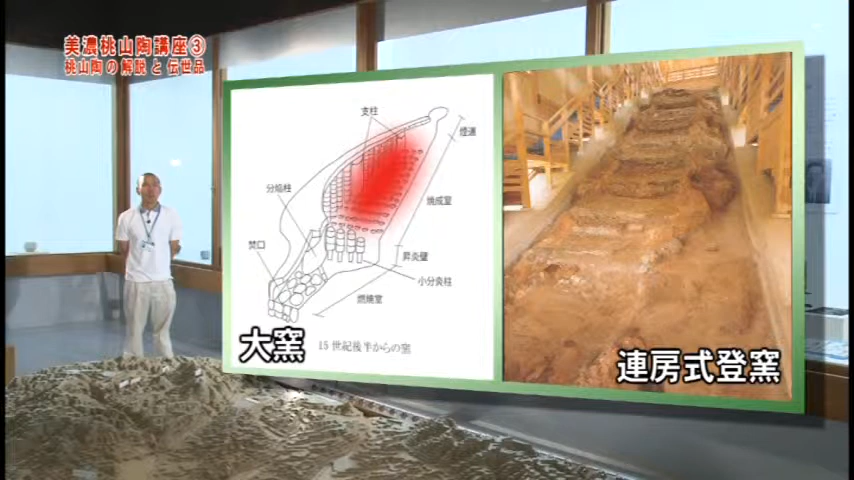 美濃桃山陶講座③
桃山陶の解説と伝世品
支柱
煙道
分焔柱
焼成室
焚口
昇炎壁
小分炎柱
燃焼室
大窯
15世紀後半からの窯
連房式登窯